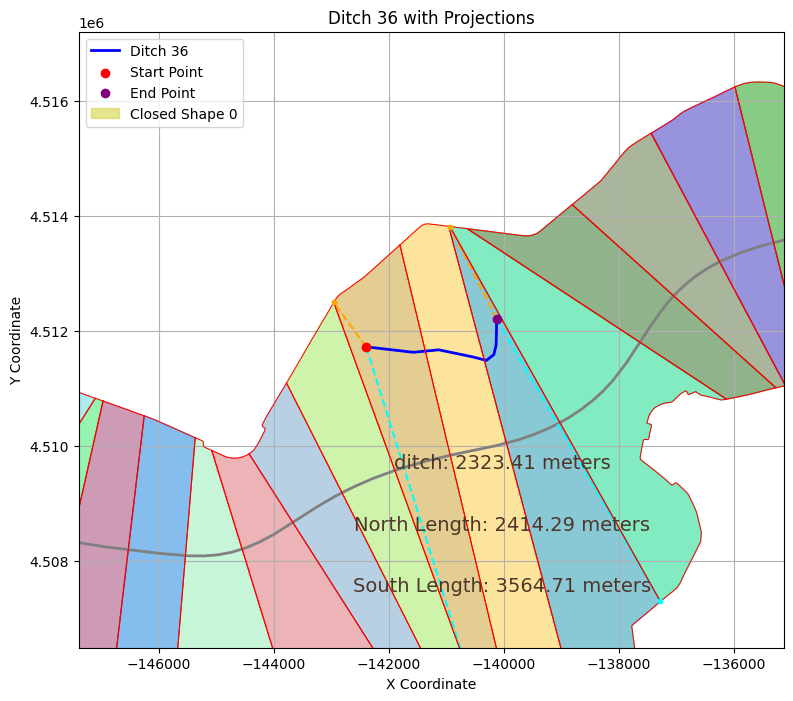 Ditch 36 with Projections
1e6
Ditch 36
Start Point
End Point
Closed Shape 0
4.516
4.514
4.512
4.510
4.508
Y Coordinate
ditch: 2323.41 meters
North Length: 2414.29 meters
South Length: 3564.71 meters
−146000 −144000 −142000 −140000 −138000 −136000
X Coordinate